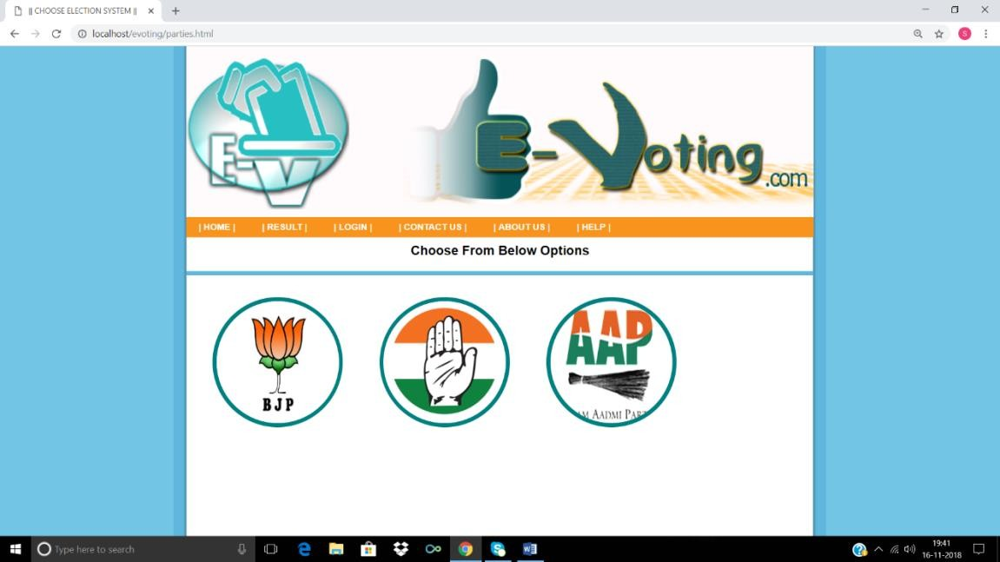 || CHOOSE ELECTION SYSTEM ||
localhost/evoting/parties.html
S
E-V
E-Voting
.com
| HOME | | RESULT | | LOGIN | | CONTACT US | | ABOUT US | | HELP |
Choose From Below Options
BJP
AAP
AM AADMI PAR
Type here to search
19:41
16-11-2018